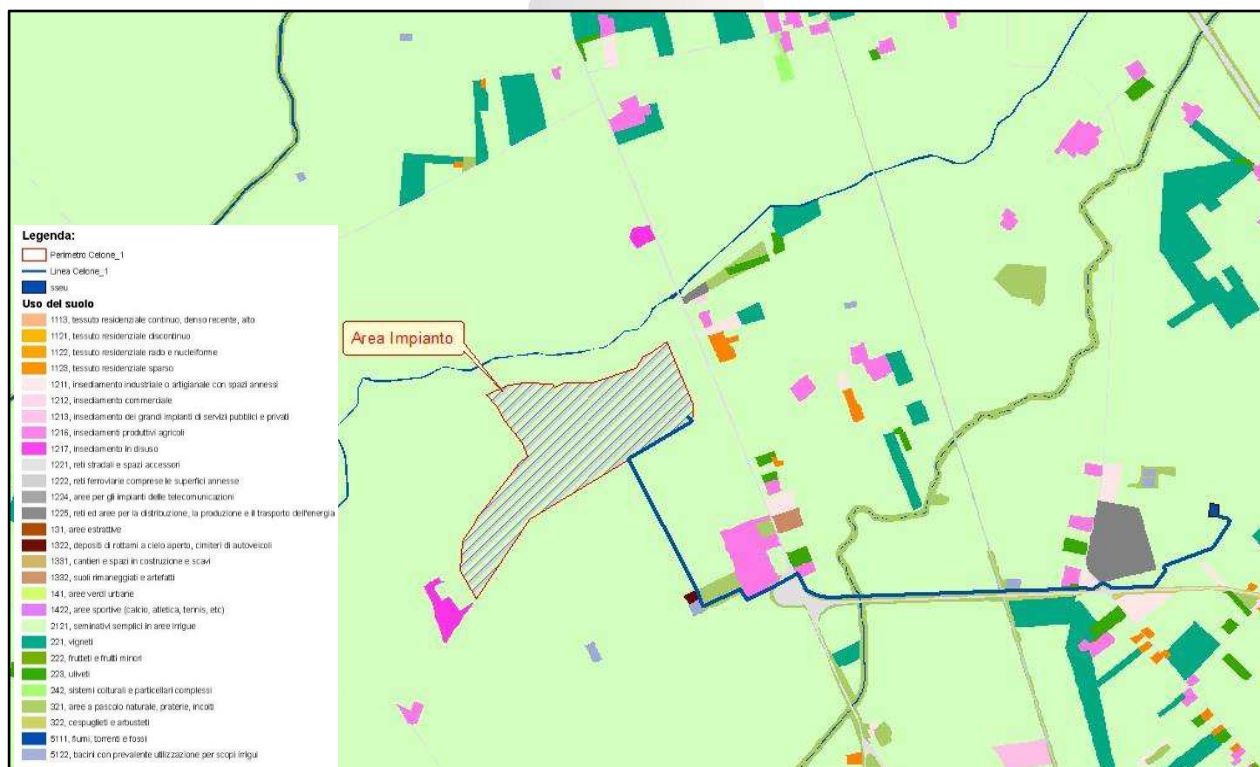 Legenda:
Perimetro Celone_1
Linea Celone_1
sseu
Uso del suolo
1113, tessuto residenziale continuo, denso recente, alto
1121, tessuto residenziale discontinuo
1122, tessuto residenziale rado e nucleiforme
1123, tessuto residenziale sparso
1211, insediamento industriale o artigianale con spazi annessi
1212, insediamento commerciale
1213, insediamento dei grandi impianti di servizi pubblici e privati
1216, insediamenti produttivi agricoli
1217, insediamento in disuso
1221, reti stradali e spazi accessori
1222, reti ferroviarie comprese le superfici annesse
1224, aree per gli impianti delle telecomunicazioni
1225, reti ed aree per la distribuzione, la produzione e il trasporto dell'energia
131, aree estrattive
1322, depositi di rottami a cielo aperto, cimiteri di autoveicoli
1331, cantieri e spazi in costruzione e scavi
1332, suoli rimaneggiati e artefatti
141, aree verdi urbane
1422, aree sportive (calcio, atletica, tennis, etc)
2121, seminativi semplici in aree irrigue
221, vigneti
222, frutteti e frutti minori
223, uliveti
242, sistemi colturali e particellari complessi
321, aree a pascolo naturale, praterie, incolti
322, cespuglieti e arbusteti
5111, fiumi, torrenti e fossi
5122, bacini con prevalente utilizzazione per scopi irrigui
Area Impianto